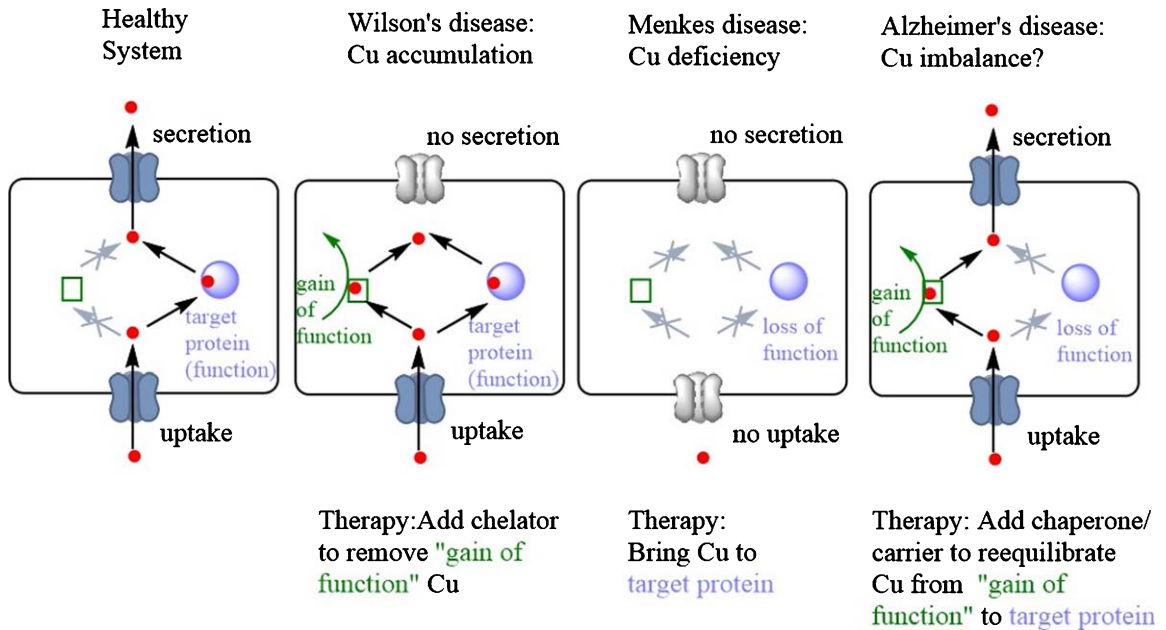 Healthy
System
secretion
target
protein
(function)
uptake
Wilson's disease:
Cu accumulation
no secretion
gain
of
function
target
protein
(function)
uptake
Therapy:Add chelator
to remove "gain of
function" Cu
Menkes disease:
Cu deficiency
no secretion
loss of
function
no uptake
Therapy:
Bring Cu to
target protein
Alzheimer's disease:
Cu imbalance?
secretion
gain
of
function
loss of
function
uptake
Therapy: Add chaperone/
carrier to reequilibrate
Cu from "gain of
function" to target protein